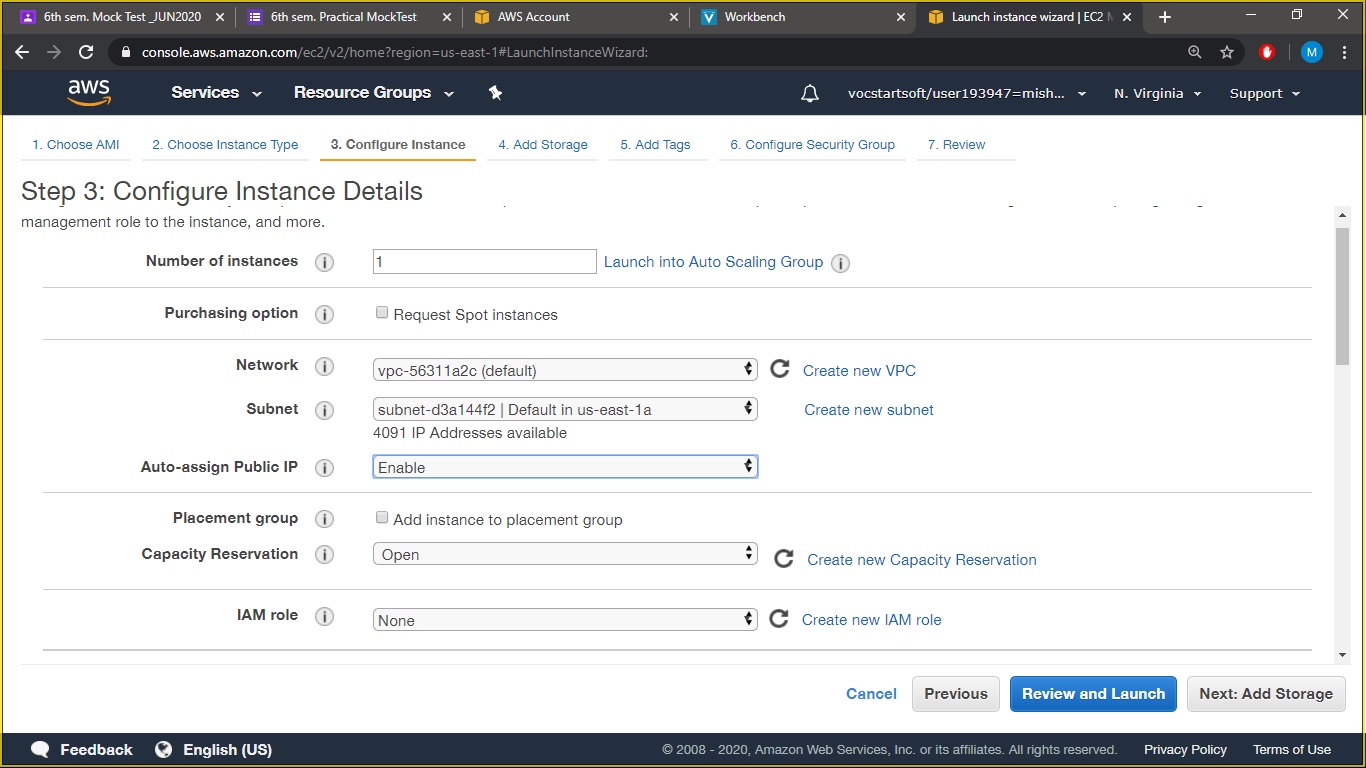 6th sem. Mock Test _JUN2020
6th sem. Practical MockTest
AWS Account
Workbench
Launch instance wizard | EC2 M
console.aws.amazon.com/ec2/v2/home?region=us-east-1#LaunchInstanceWizard:
M
aws
Services
Resource Groups
vocstartsoft/user193947=mish...
N. Virginia
Support
1. Choose AMI
2. Choose Instance Type
3. Configure Instance
4. Add Storage
5. Add Tags
6. Configure Security Group
7. Review
Step 3: Configure Instance Details
management role to the instance, and more.
Number of instances
1
Launch into Auto Scaling Group
Purchasing option
Request Spot instances
Network
vpc-56311a2c (default)
Create new VPC
Subnet
subnet-d3a144f2 | Default in us-east-1a
Create new subnet
4091 IP Addresses available
Auto-assign Public IP
Enable
Placement group
Add instance to placement group
Capacity Reservation
Open
Create new Capacity Reservation
IAM role
None
Create new IAM role
Cancel
Previous
Review and Launch
Next: Add Storage
Feedback
English (US)
© 2008 - 2020, Amazon Web Services, Inc. or its affiliates. All rights reserved.
Privacy Policy
Terms of Use